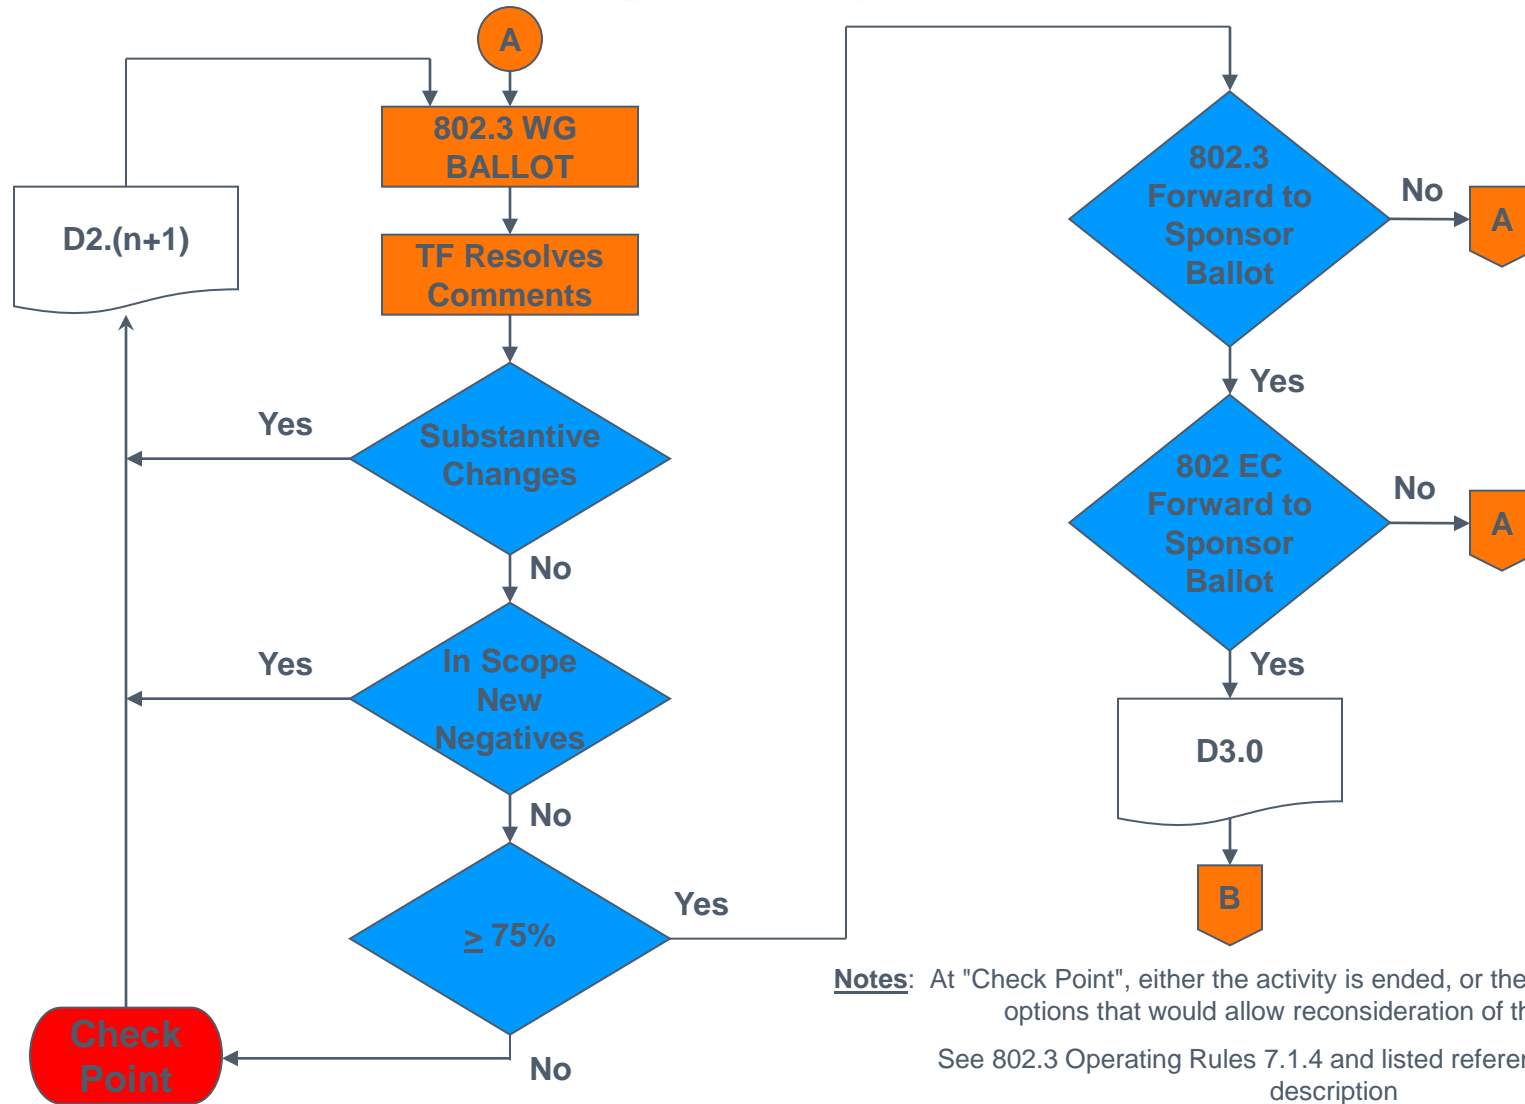 A
802.3 WG
BALLOT
D2.(n+1)
TF Resolves
Comments
Yes
Substantive
Changes
No
Yes
In Scope
New
Negatives
No
≥ 75%
Yes
Check
Point
No
802.3
Forward to
Sponsor
Ballot
No
A
Yes
802 EC
Forward to
Sponsor
Ballot
No
A
Yes
D3.0
B
Notes: At "Check Point", either the activity is ended, or the
options that would allow reconsideration of
See 802.3 Operating Rules 7.1.4 and listed
description